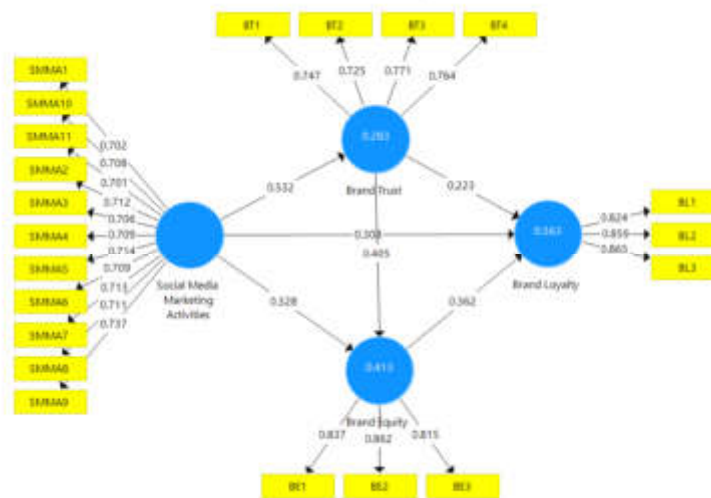 BT1
BT2
BT3
BT4
0.747
0.725
0.771
0.764
SMMA1
SMMA10
SMMA11
SMMA2
SMMA3
SMMA4
SMMA5
SMMA6
SMMA7
SMMA8
SMMA9
0.702
0.708
0.701
0.712
0.706
0.709
0.714
0.709
0.713
0.711
0.737
0.283
Brand Trust
0.532
0.223
Social Media
Marketing
Activities
0.405
Brand Loyalty
BL1
BL2
BL3
0.824
0.865
0.328
0.362
Brand Equity
0.837
0.862
0.815
BE1
BE2
BE3